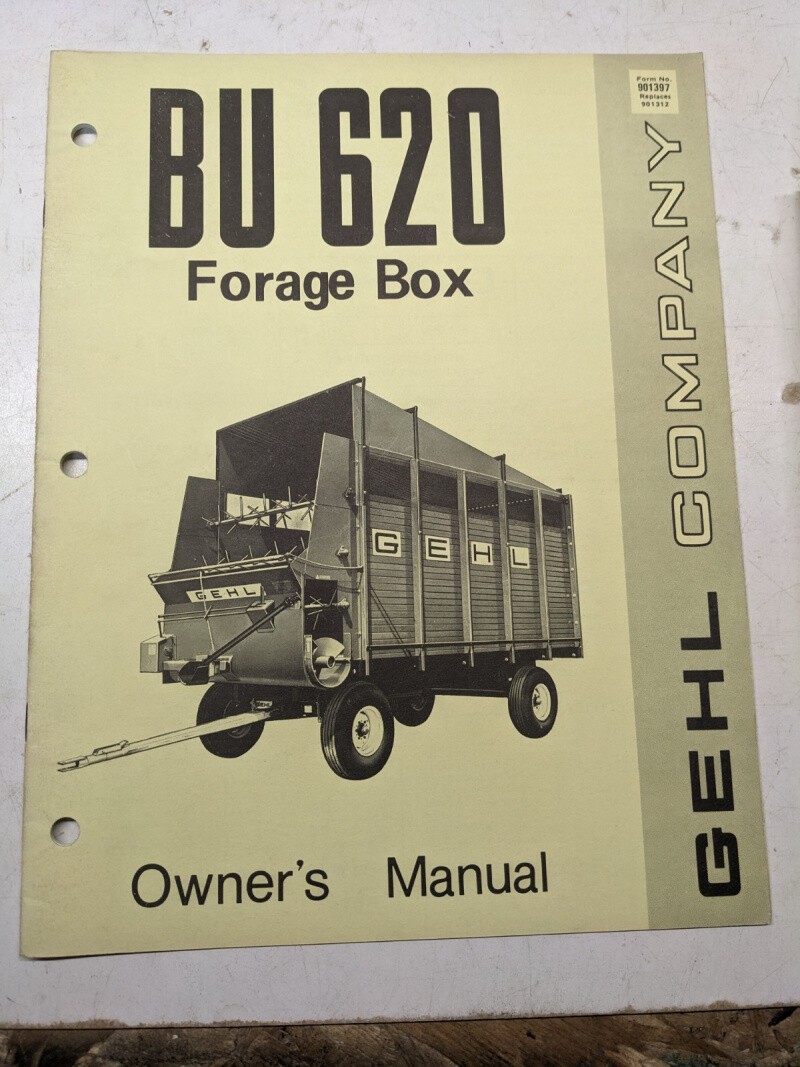 BU 620
Forage Box
Form No.
901397
Replaces
901312
GEHL COMPANY
GEHL
GEHL
Owner's Manual